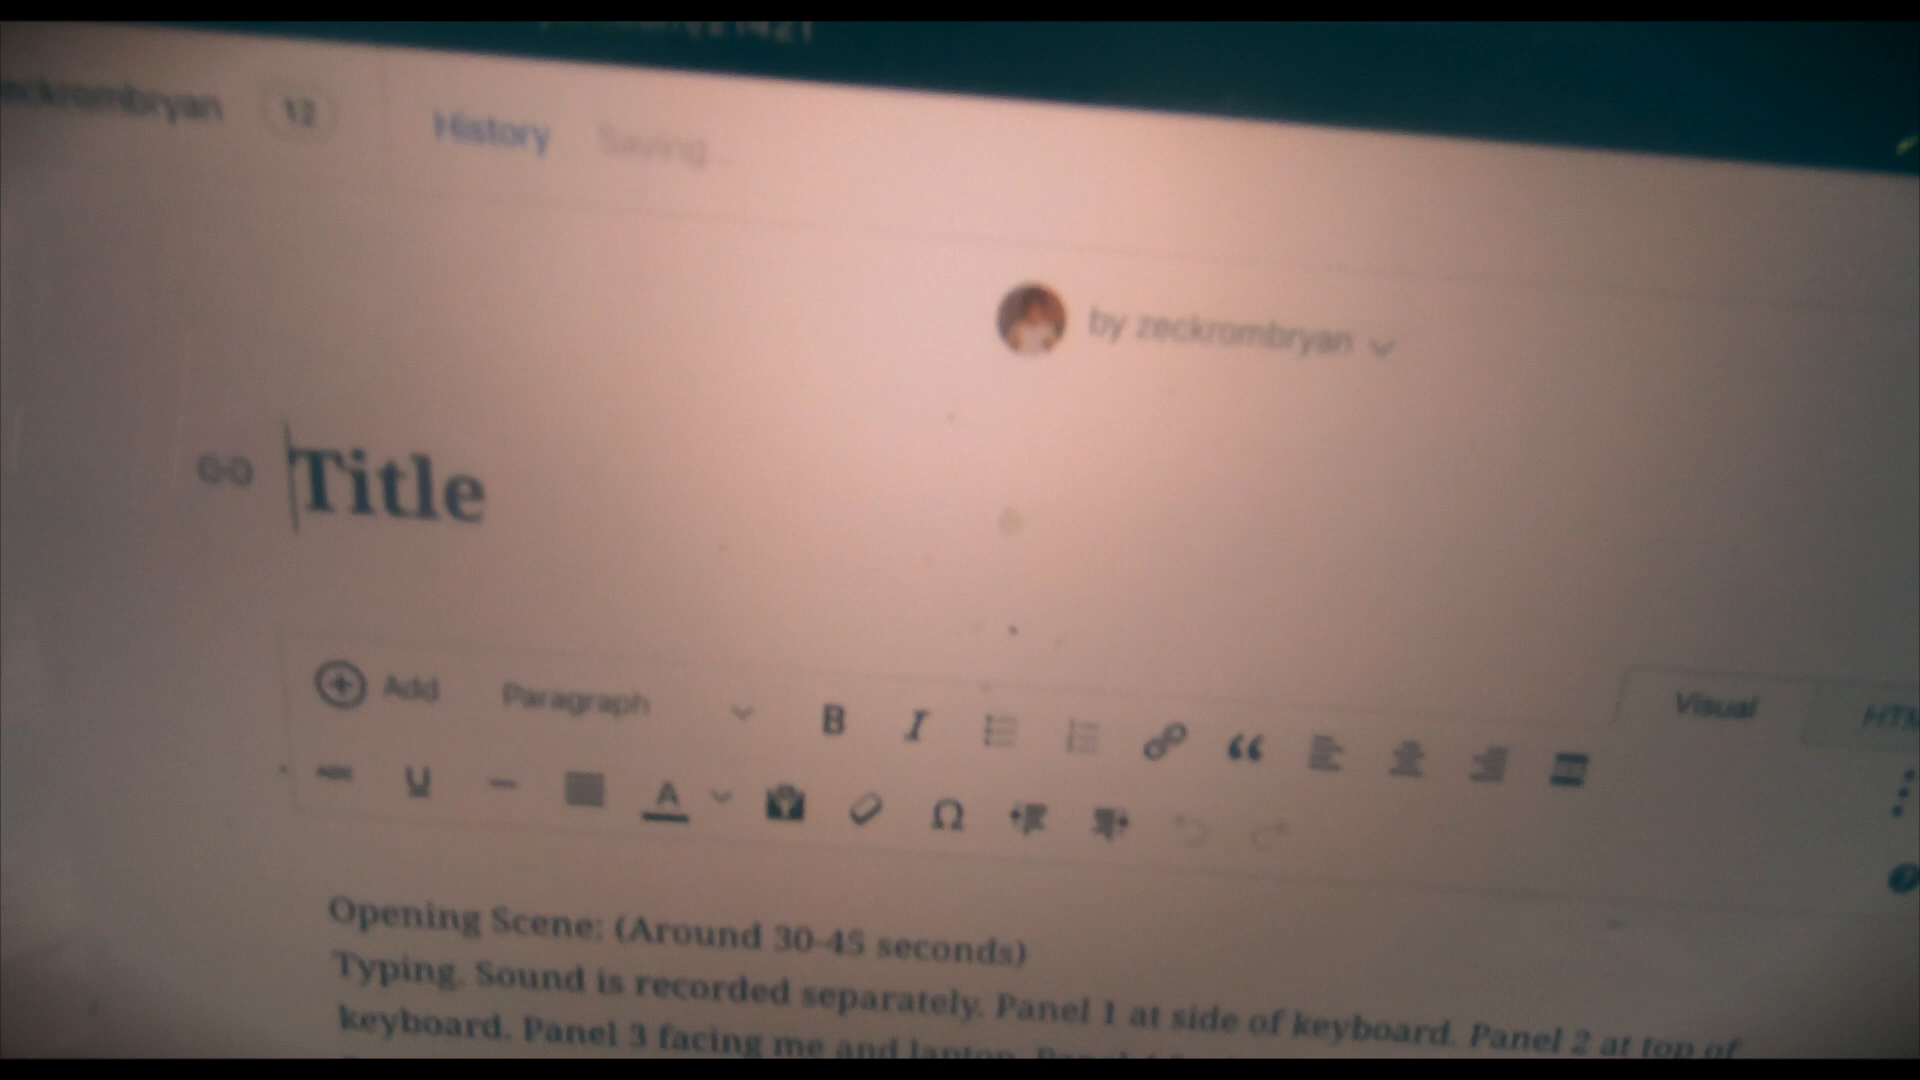 zeckrombryan 12 History Saving...
by zeckrombryan
Title
Add Paragraph B I Visual
U A Ω
Opening Scene: (Around 30-45 seconds)
Typing. Sound is recorded separately. Panel 1 at side of keyboard. Panel 2 at top of
keyboard. Panel 3 facing me and laptop.